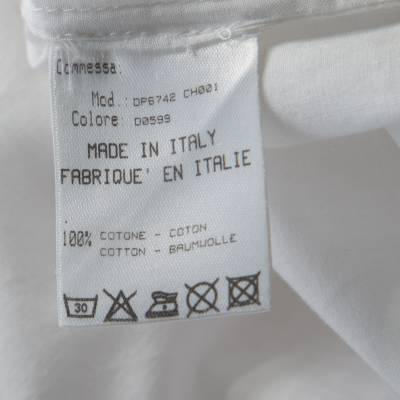 Commessa:
Mod.: DP6742 CH001
Colore: D0599
MADE IN ITALY
FABRIQUE' EN ITALIE
100% COTONE - COTON
COTTON - BAUMWOLLE
30